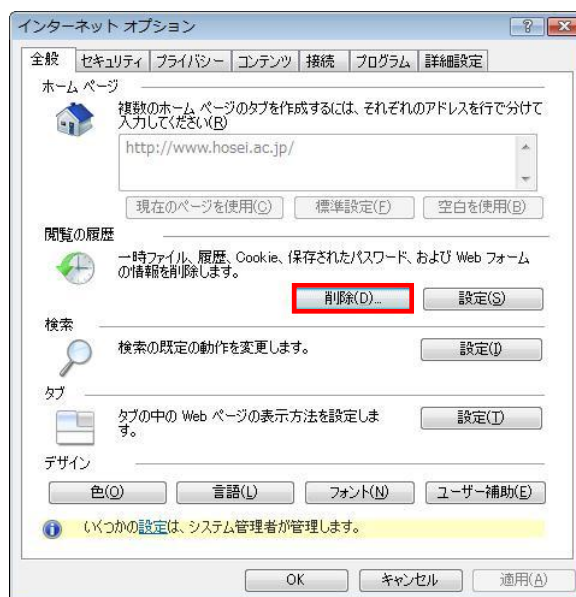 インターネット オプション
全般 セキュリティ プライバシー コンテンツ 接続 プログラム 詳細設定
ホーム ページ
複数のホーム ページのタブを作成するには、それぞれのアドレスを行で分けて
入力してください(R)
http://www.hosei.ac.jp/
現在のページを使用(C) 標準設定(F) 空白を使用(B)
閲覧の履歴
一時ファイル、履歴、Cookie、保存されたパスワード、および Web フォーム
の情報を削除します。
削除(D)... 設定(S)
検索
検索の既定の動作を変更します。 設定(I)
タブ
タブの中の Web ページの表示方法を設定しま
す。
設定(T)
デザイン
色(O) 言語(L) フォント(N) ユーザー補助(E)
いくつかの設定は、システム管理者が管理します。
OK キャンセル 適用(A)